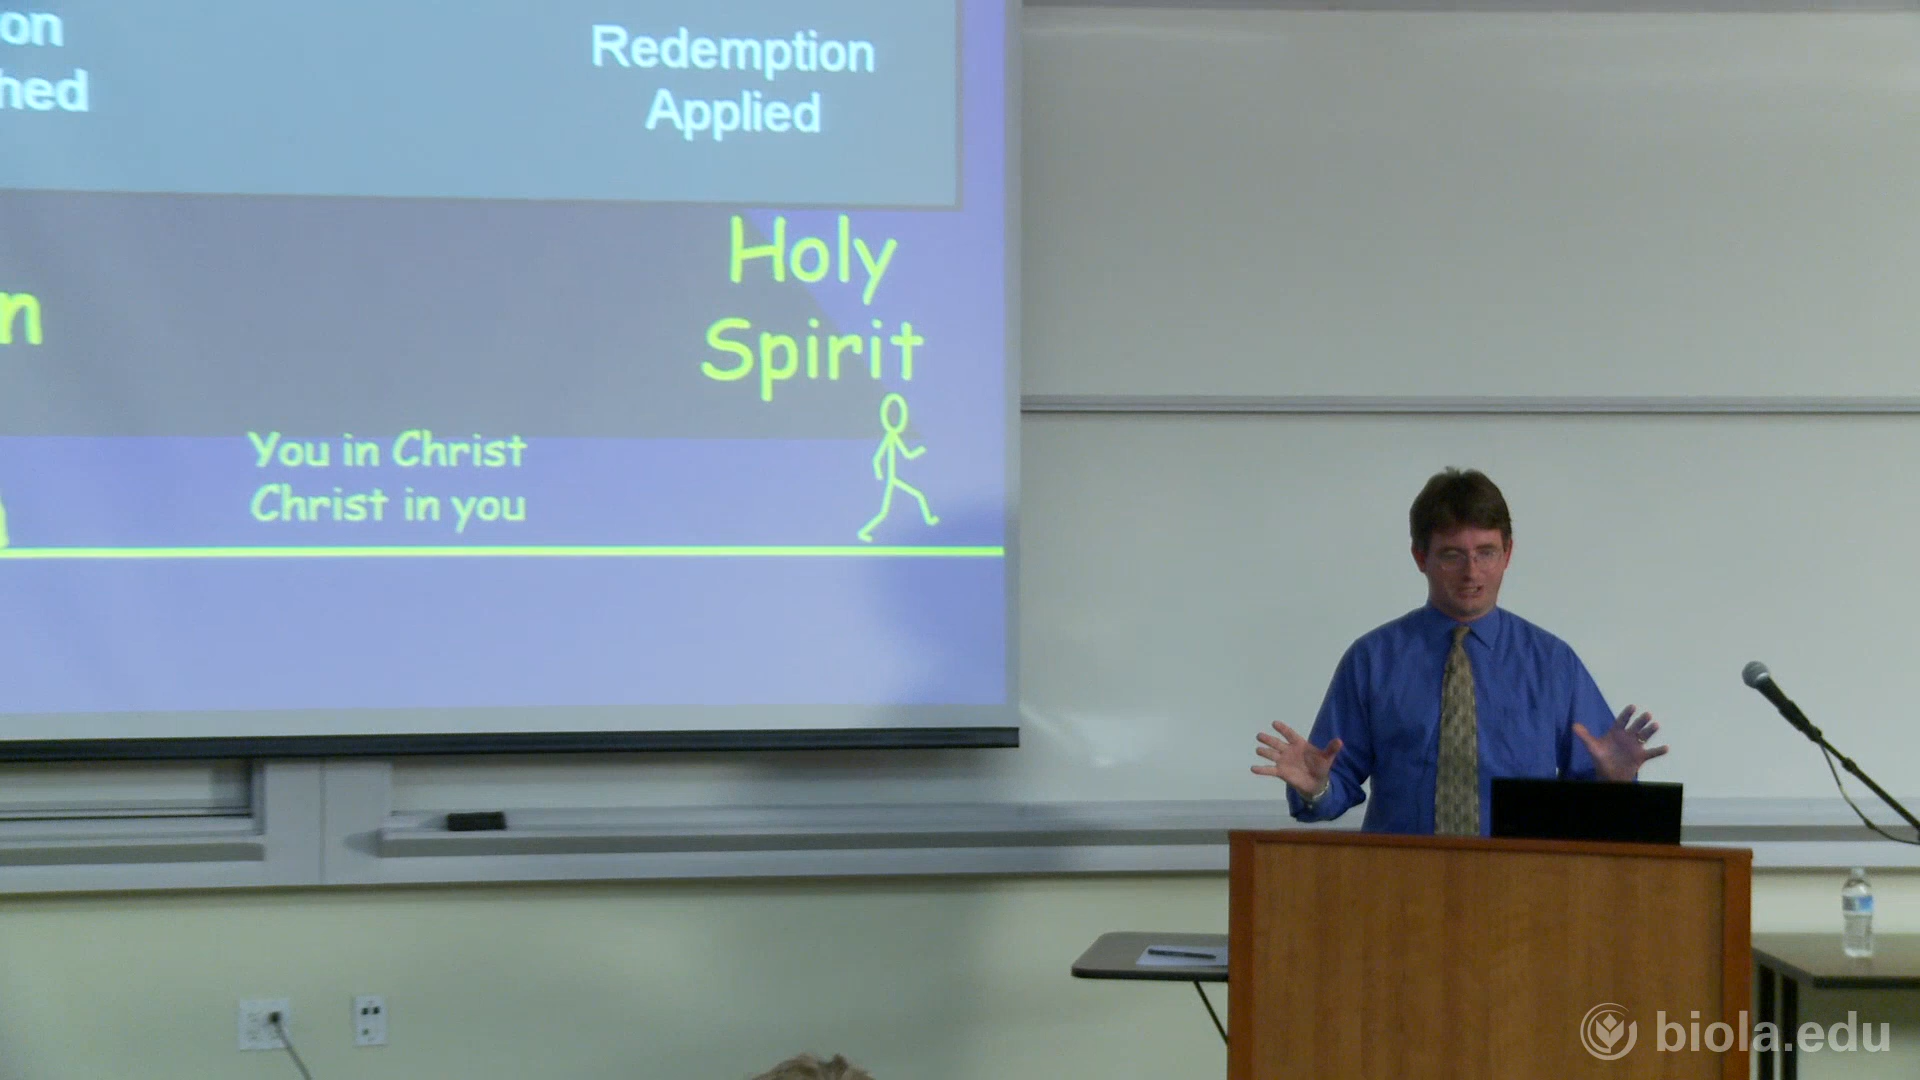 on
hed
Redemption
Applied
n
Holy
Spirit
You in Christ
Christ in you
biola.edu